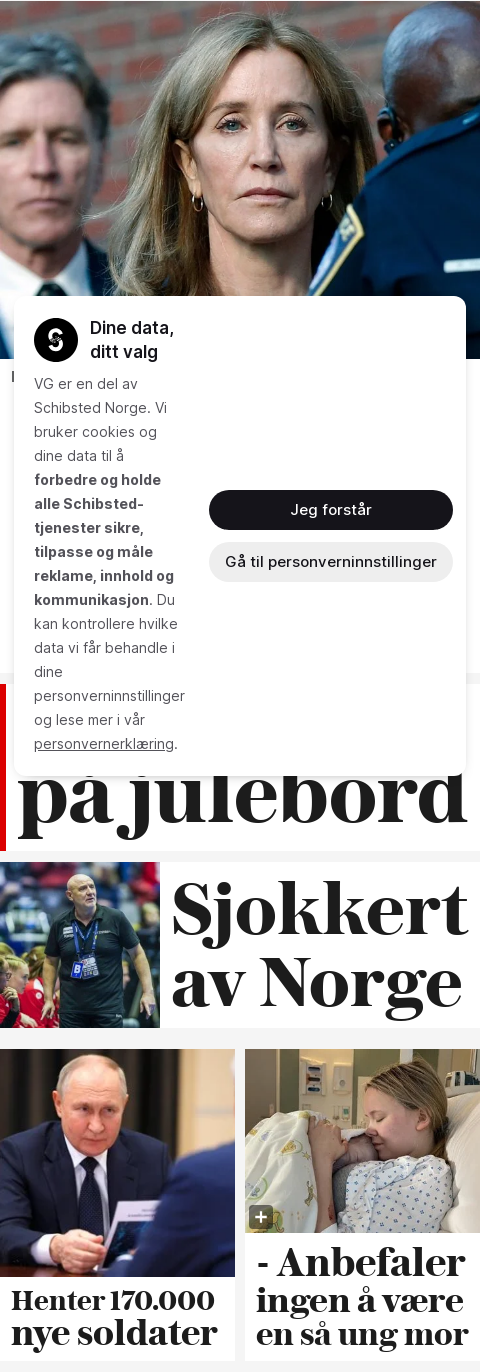 Dine data,
ditt valg
VG er en del av
Schibsted Norge. Vi
bruker cookies og
dine data til å
forbedre og holde
alle Schibsted-
tjenester sikre,
tilpasse og måle
reklame, innhold og
kommunikasjon. Du
kan kontrollere hvilke
data vi får behandle i
dine
personverninnstillinger
og lese mer i vår
personvernerklæring.
Jeg forstår
Gå til personverninnstillinger
på julebord
Sjokkert
av Norge
Henter 170.000
nye soldater
- Anbefaler
ingen å være
en så ung mor